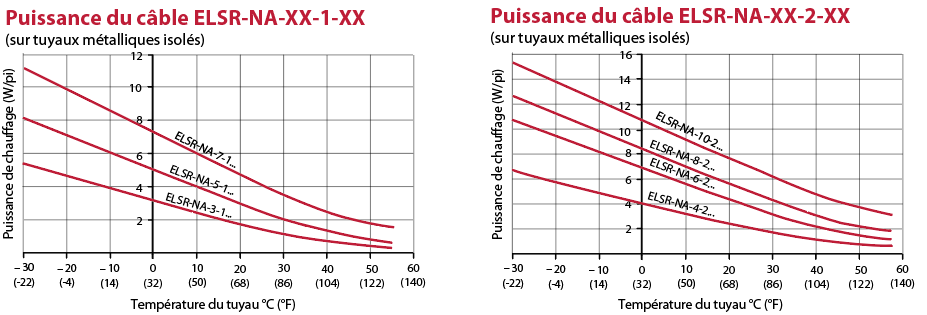 Puissance du câble ELSR-NA-XX-1-XX
(sur tuyaux métalliques isolés)
Puissance de chauffage (W/pi)
12
10
8
6
4
2
ELSR-NA-7-1...
ELSR-NA-5-1...
ELSR-NA-3-1...
–30 –20 –10 0 10 20 30 40 50 60
(-22) (-4) (14) (32) (50) (68) (86) (104) (122) (140)
Température du tuyau °C (°F)
Puissance du câble ELSR-NA-XX-2-XX
(sur tuyaux métalliques isolés)
Puissance de chauffage (W/pi)
16
14
12
10
8
6
4
2
ELSR-NA-10-2...
ELSR-NA-8-2...
ELSR-NA-6-2...
ELSR-NA-4-2...
–30 –20 –10 0 10 20 30 40 50 60
(-22) (-4) (14) (32) (50) (68) (86) (104) (122) (140)
Température du tuyau °C (°F)